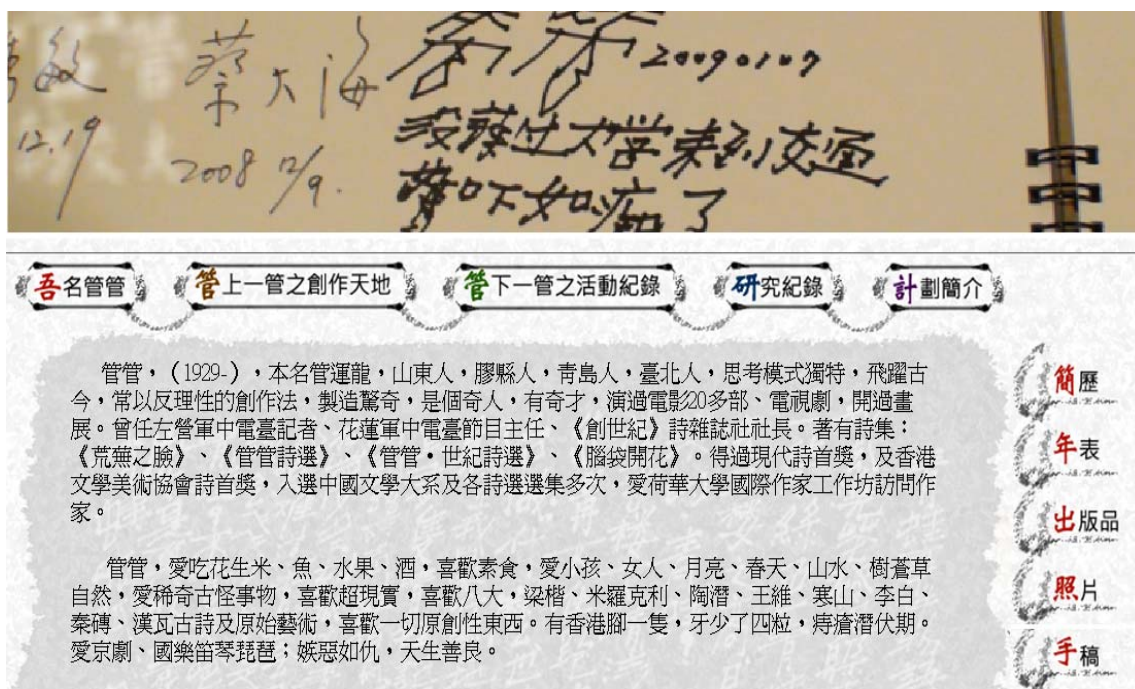 敏
蔡大海
12.19
2008 12/9.
20090107
没讀过大学来到交通
吾名管管
管上一管之創作天地
管下一管之活動紀錄
研究紀錄
計劃簡介
管管，（1929-），本名管運龍，山東人，膠縣人，青島人，臺北人，思考模式獨特，飛躍古
今，常以反理性的創作法，製造驚奇，是個奇人，有奇才，演過電影20多部、電視劇，開過畫
展。曾任左營軍中電臺記者、花蓮軍中電臺節目主任、《創世紀》詩雜誌社社長。著有詩集：
《荒蕪之臉》、《管管詩選》、《管管‧世紀詩選》、《腦袋開花》。得過現代詩首獎，及香港
文學美術協會詩首獎，入選中國文學大系及各詩選選集多次，愛荷華大學國際作家工作坊訪問作
家。
管管，愛吃花生米、魚、水果、酒，喜歡素食，愛小孩、女人、月亮、春天、山水、樹蒼草
自然，愛稀奇古怪事物，喜歡超現實，喜歡八大，梁楷、米羅克利、陶潛、王維、寒山、李白、
秦磚、漢瓦古詩及原始藝術，喜歡一切原創性東西。有香港腳一隻，牙少了四粒，痔瘡潛伏期。
愛京劇、國樂笛琴琵琶；嫉惡如仇，天生善良。
簡歷
年表
出版品
照片
手稿